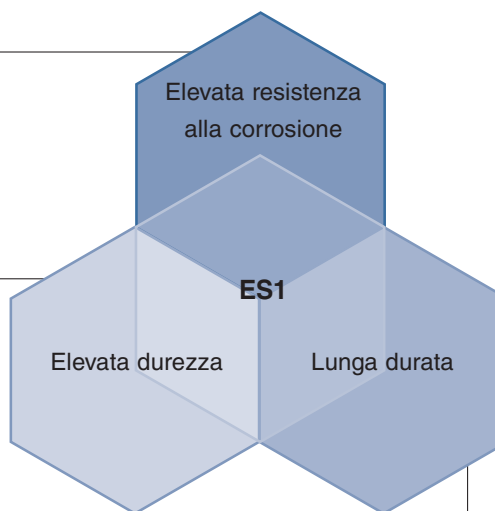 Elevata resistenza
alla corrosione
ES1
Elevata durezza
Lunga durata